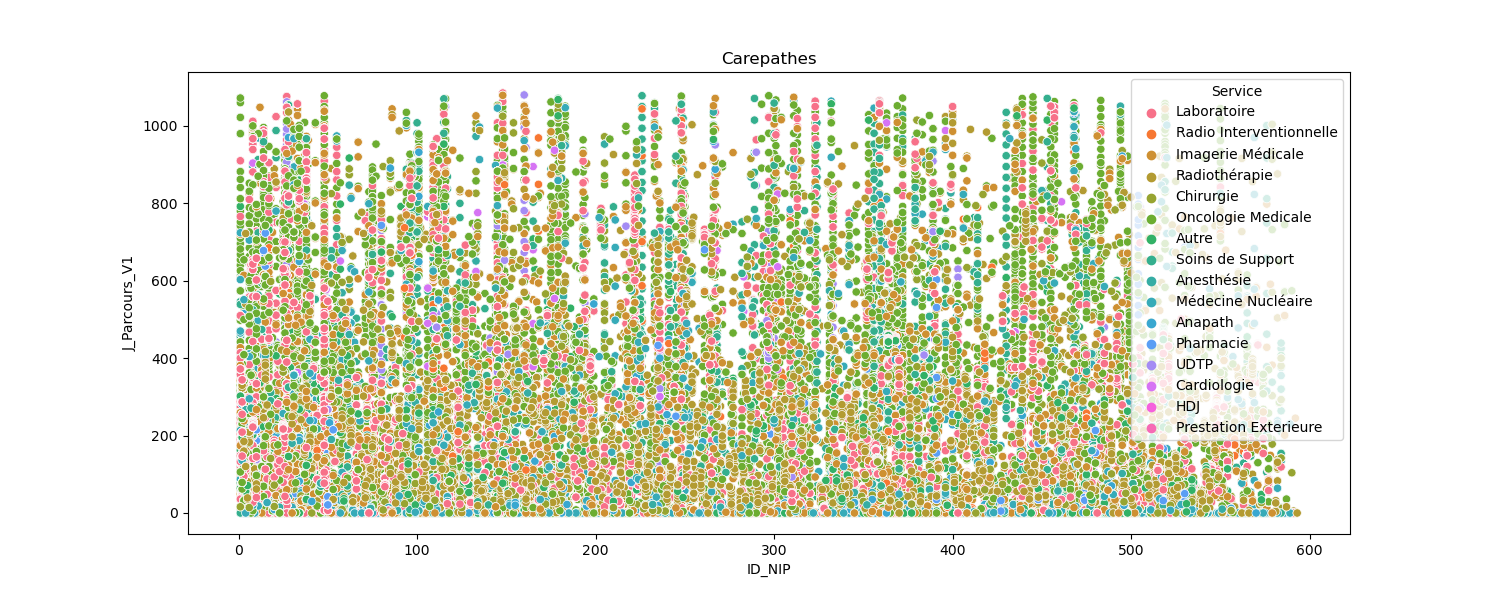 Carepathes
J_Parcours_V1
1000
800
600
400
200
0
0 100 200 300 400 500 600
ID_NIP
Service
Laboratoire
Radio Interventionnelle
Imagerie Médicale
Radiothérapie
Chirurgie
Oncologie Medicale
Autre
Soins de Support
Anesthésie
Médecine Nucléaire
Anapath
Pharmacie
UDTP
Cardiologie
HDJ
Prestation Exterieure